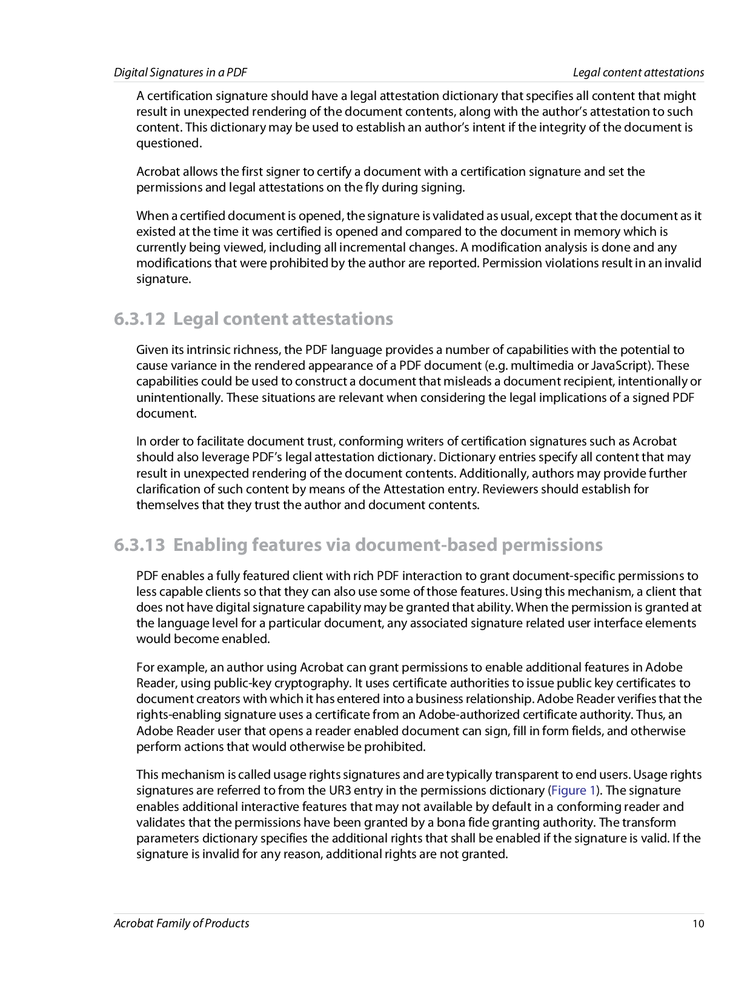 Digital Signatures in a PDF
Legal content attestations
A certification signature should have a legal attestation dictionary that specifies all content that might
result in unexpected rendering of the document contents, along with the author’s attestation to such
content. This dictionary may be used to establish an author’s intent if the integrity of the document is
questioned.
Acrobat allows the first signer to certify a document with a certification signature and set the
permissions and legal attestations on the fly during signing.
When a certified document is opened, the signature is validated as usual, except that the document as it
existed at the time it was certified is opened and compared to the document in memory which is
currently being viewed, including all incremental changes. A modification analysis is done and any
modifications that were prohibited by the author are reported. Permission violations result in an invalid
signature.
6.3.12 Legal content attestations
Given its intrinsic richness, the PDF language provides a number of capabilities with the potential to
cause variance in the rendered appearance of a PDF document (e.g. multimedia or JavaScript). These
capabilities could be used to construct a document that misleads a document recipient, intentionally or
unintentionally. These situations are relevant when considering the legal implications of a signed PDF
document.
In order to facilitate document trust, conforming writers of certification signatures such as Acrobat
should also leverage PDF’s legal attestation dictionary. Dictionary entries specify all content that may
result in unexpected rendering of the document contents. Additionally, authors may provide further
clarification of such content by means of the Attestation entry. Reviewers should establish for
themselves that they trust the author and document contents.
6.3.13 Enabling features via document-based permissions
PDF enables a fully featured client with rich PDF interaction to grant document-specific permissions to
less capable clients so that they can also use some of those features. Using this mechanism, a client that
does not have digital signature capability may be granted that ability. When the permission is granted at
the language level for a particular document, any associated signature related user interface elements
would become enabled.
For example, an author using Acrobat can grant permissions to enable additional features in Adobe
Reader, using public-key cryptography. It uses certificate authorities to issue public key certificates to
document creators with which it has entered into a business relationship. Adobe Reader verifies that the
rights-enabling signature uses a certificate from an Adobe-authorized certificate authority. Thus, an
Adobe Reader user that opens a reader enabled document can sign, fill in form fields, and otherwise
perform actions that would otherwise be prohibited.
This mechanism is called usage rights signatures and are typically transparent to end users. Usage rights
signatures are referred to from the UR3 entry in the permissions dictionary (Figure 1). The signature
enables additional interactive features that may not available by default in a conforming reader and
validates that the permissions have been granted by a bona fide granting authority. The transform
parameters dictionary specifies the additional rights that shall be enabled if the signature is valid. If the
signature is invalid for any reason, additional rights are not granted.
Acrobat Family of Products
10